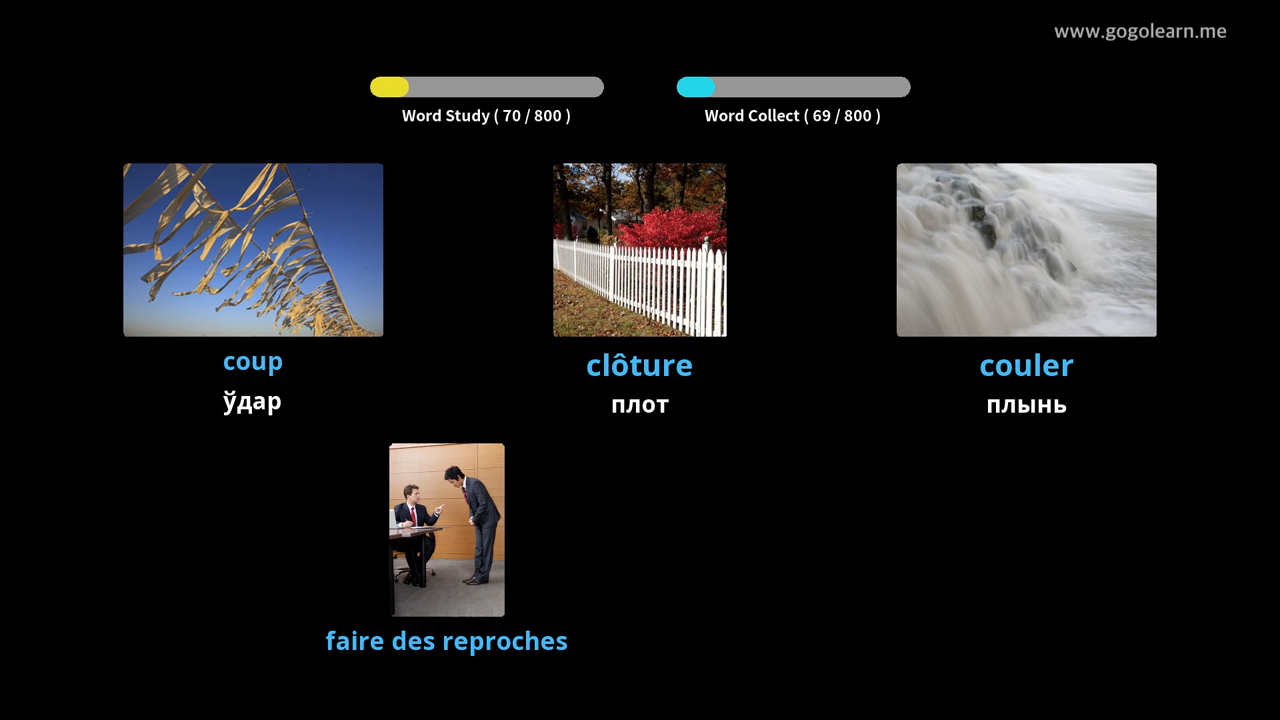 www.gogolearn.me
Word Study ( 70 / 800 )
Word Collect ( 69 / 800 )
coup
ўдар
clôture
плот
couler
плынь
faire des reproches